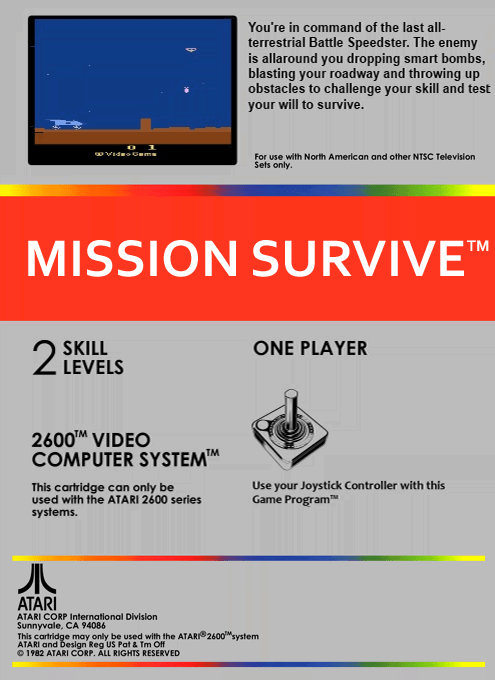 You're in command of the last all-
terrestrial Battle Speedster. The enemy
is allaround you dropping smart bombs,
blasting your roadway and throwing up
obstacles to challenge your skill and test
your will to survive.
0 1
Video Game
For use with North American and other NTSC Television
Sets only.
MISSION SURVIVE™
2 SKILL
LEVELS
ONE PLAYER
2600™ VIDEO
COMPUTER SYSTEM™
This cartridge can only be
used with the ATARI 2600 series
systems.
Use your Joystick Controller with this
Game Program™
ATARI
ATARI CORP International Division
Sunnyvale, CA 94086
This cartridge may only be used with the ATARI®2600™system
ATARI and Design Reg US Pat & Tm Off
© 1982 ATARI CORP. ALL RIGHTS RESERVED